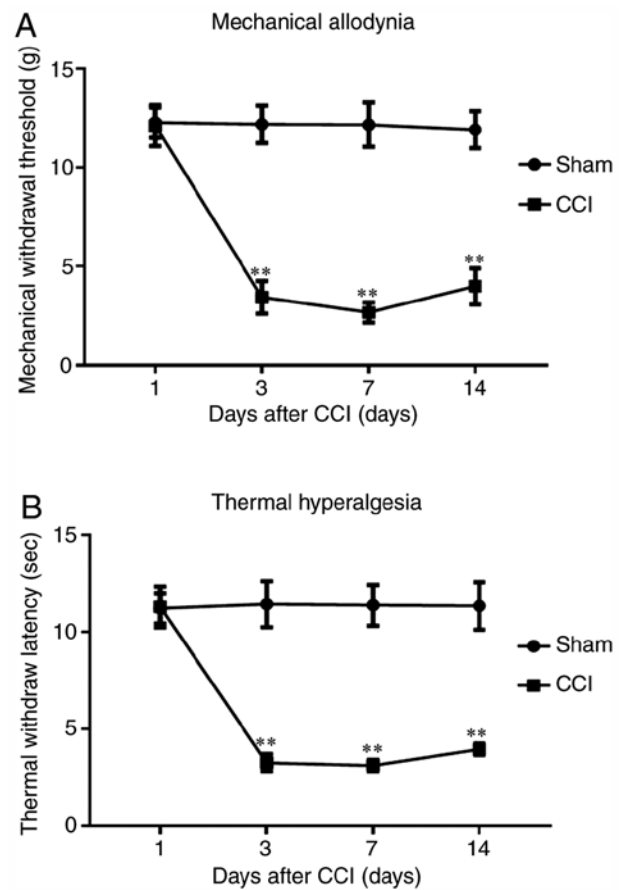 A
Mechanical allodynia
Mechanical withdrawal threshold (g)
15
10
5
0
**
**
**
Sham
CCI
1 3 7 14
Days after CCI (days)
B
Thermal hyperalgesia
Thermal withdraw latency (sec)
15
10
5
0
**
**
**
Sham
CCI
1 3 7 14
Days after CCI (days)